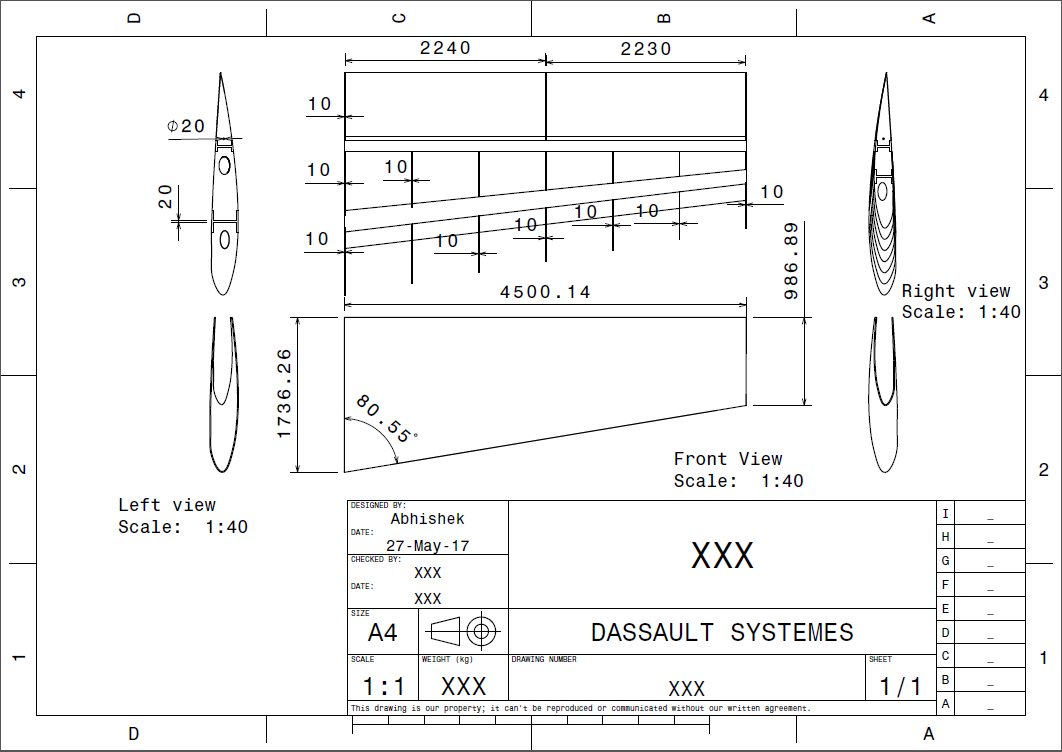 D C B A
4 4
2240 2230
10
⌀20
10 10
20
10
10 10
10
10
10
986.89
3 3
4500.14
Right view
Scale: 1:40
1736.26
80.55°
2 2
Front View
Scale: 1:40
Left view
Scale: 1:40
DESIGNED BY:
Abhishek
DATE:
27-May-17
CHECKED BY:
XXX
DATE:
XXX
XXX
I _
H _
G _
F _
E _
D _
C _
B _
A _
SIZE
A4
DASSAULT SYSTEMES
1 1
SCALE
1:1
WEIGHT (kg)
XXX
DRAWING NUMBER
XXX
SHEET
1/1
This drawing is our property; it can't be reproduced or communicated without our written agreement.
D A